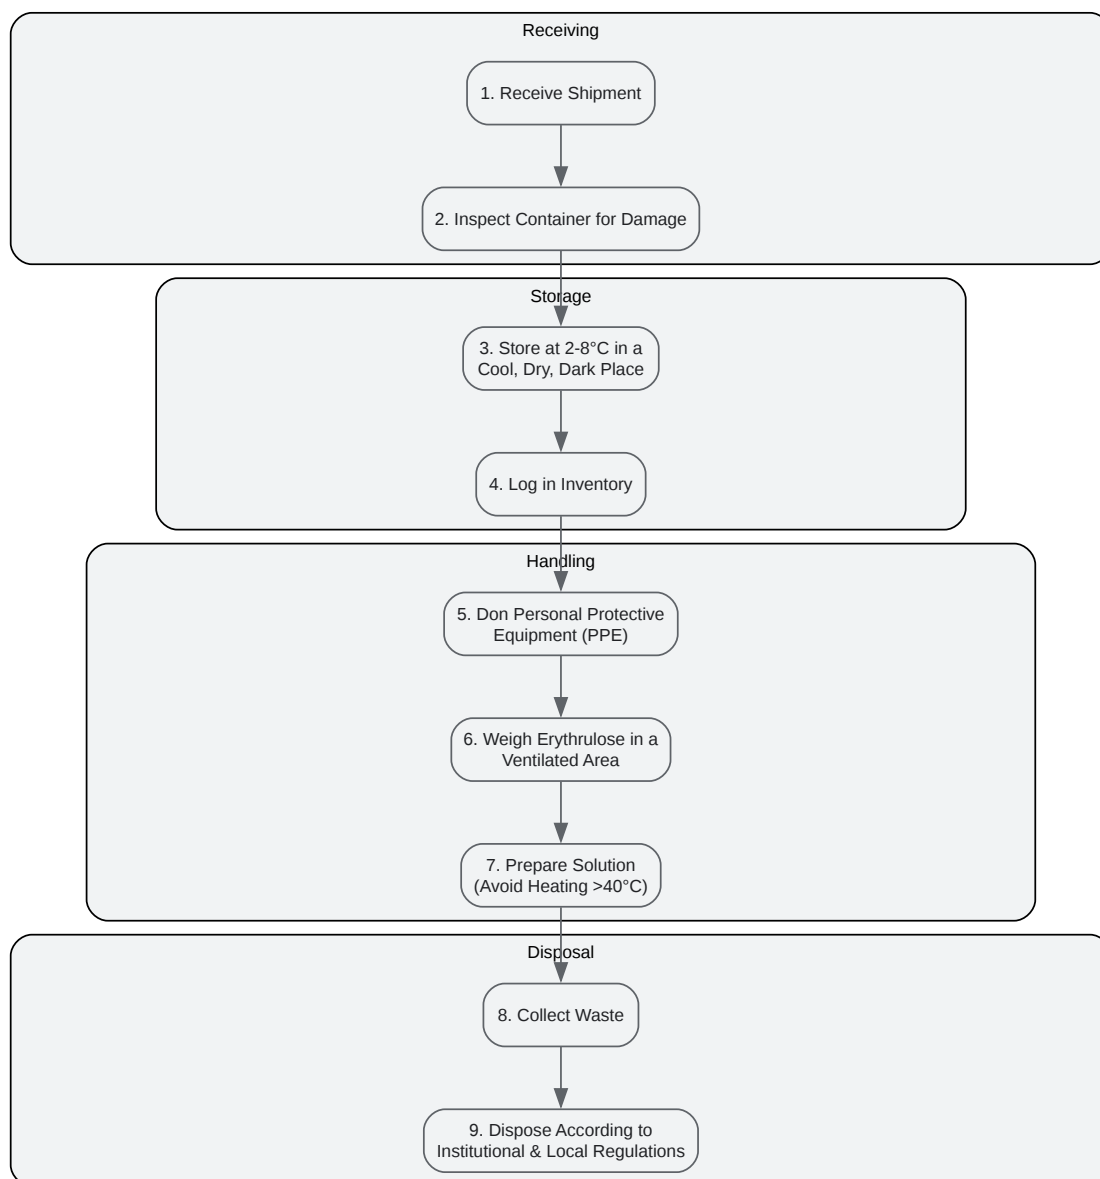 Receiving
1. Receive Shipment
2. Inspect Container for Damage
Storage
3. Store at 2-8°C in a
Cool, Dry, Dark Place
4. Log in Inventory
Handling
5. Don Personal Protective
Equipment (PPE)
6. Weigh Erythrulose in a
Ventilated Area
7. Prepare Solution
(Avoid Heating >40°C)
Disposal
8. Collect Waste
9. Dispose According to
Institutional & Local Regulations